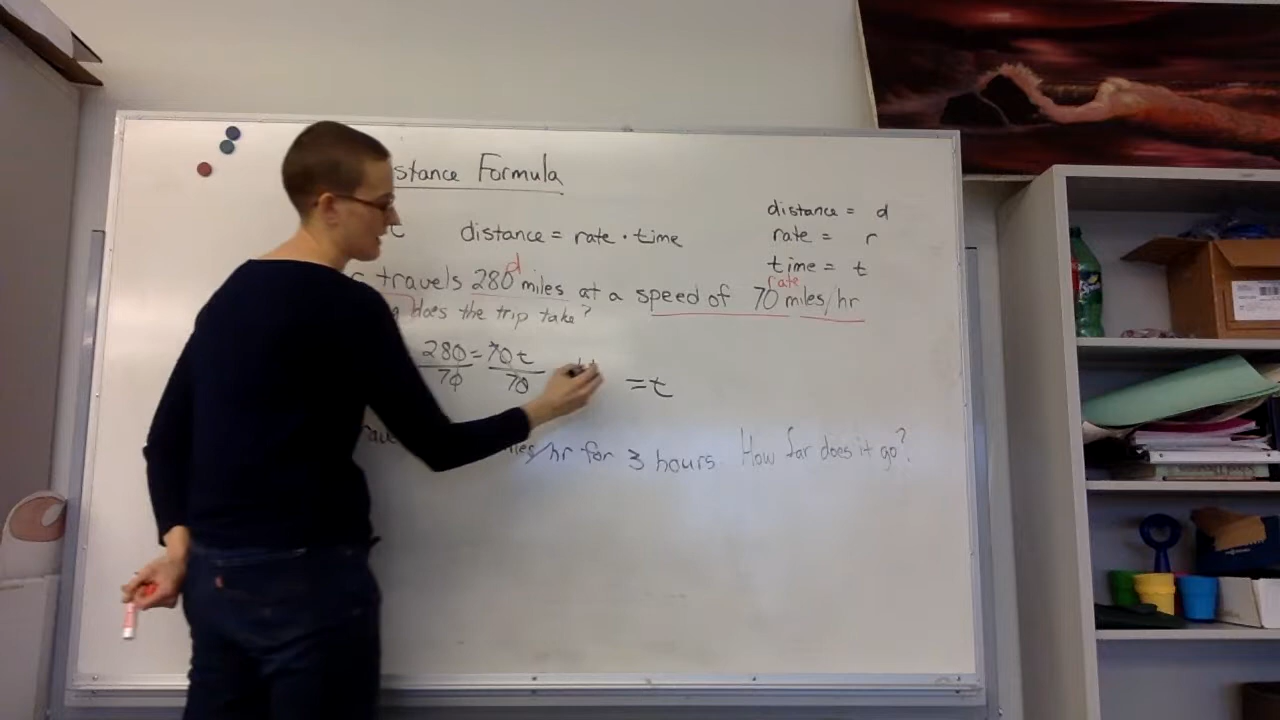 stance Formula
t distance = rate · time
distance = d
rate = r
time = t
r travels 280 miles at a speed of 70 miles/hr
d
rate
does the trip take?
280 = 70t
70 70
= t
/hr for 3 hours. How far does it go?